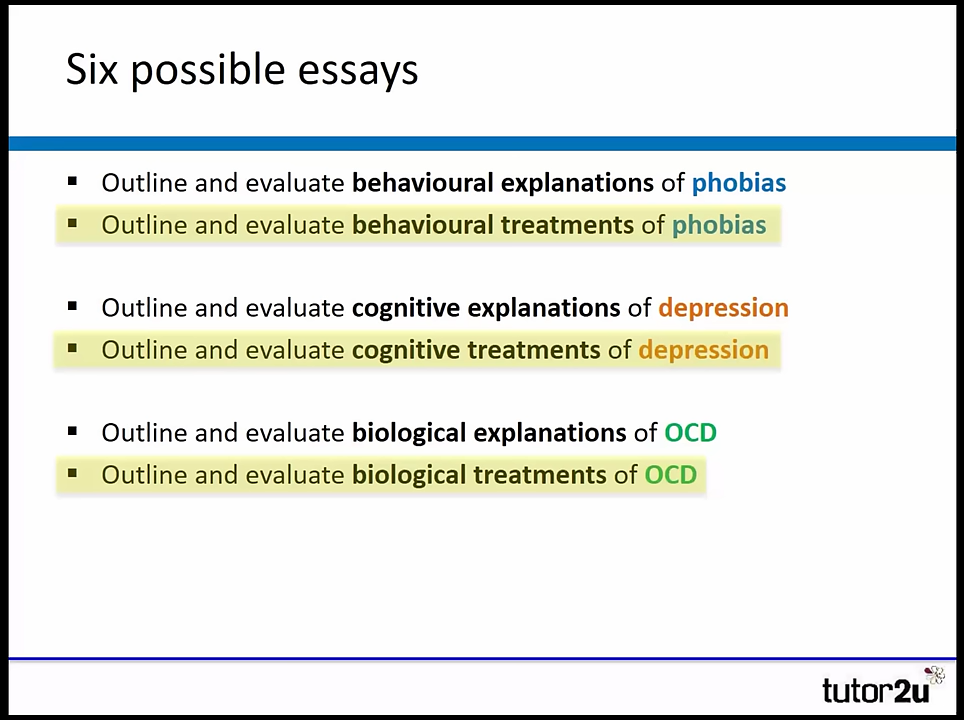 Six possible essays
▪ Outline and evaluate behavioural explanations of phobias
▪ Outline and evaluate behavioural treatments of phobias
▪ Outline and evaluate cognitive explanations of depression
▪ Outline and evaluate cognitive treatments of depression
▪ Outline and evaluate biological explanations of OCD
▪ Outline and evaluate biological treatments of OCD
tutor2u